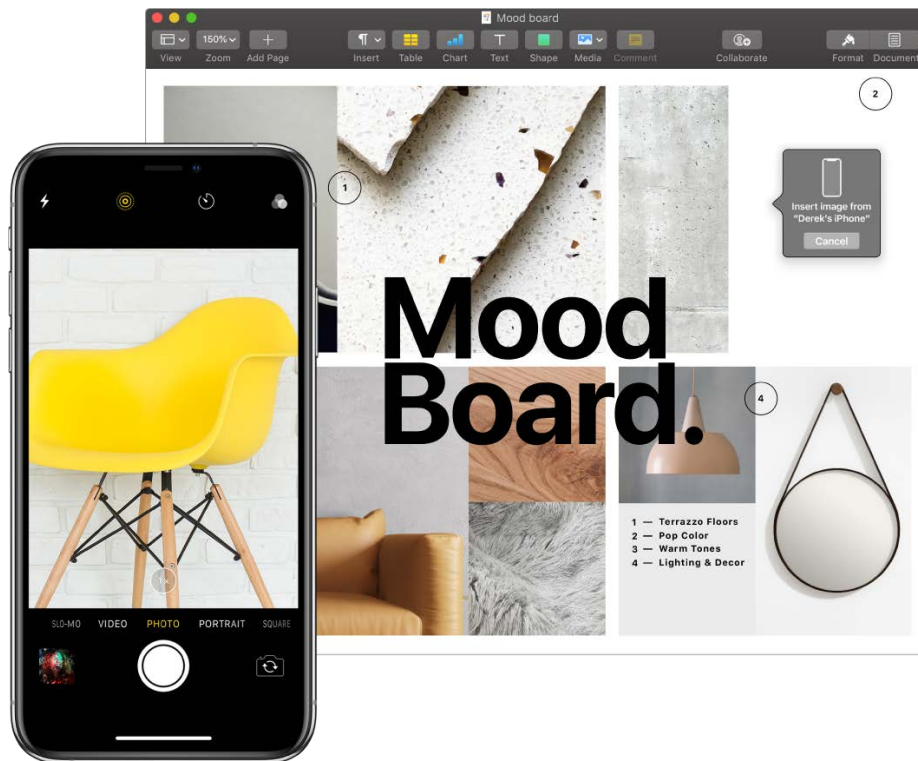 Mood board
150%
View
Zoom
Add Page
Insert
Table
Chart
Text
Shape
Media
Comment
Collaborate
Format
Document
2
1
Insert image from
"Derek's iPhone"
Cancel
Mood
Board.
4
1 — Terrazzo Floors
2 — Pop Color
3 — Warm Tones
4 — Lighting & Decor
SLO-MO
VIDEO
PHOTO
PORTRAIT
SQUARE